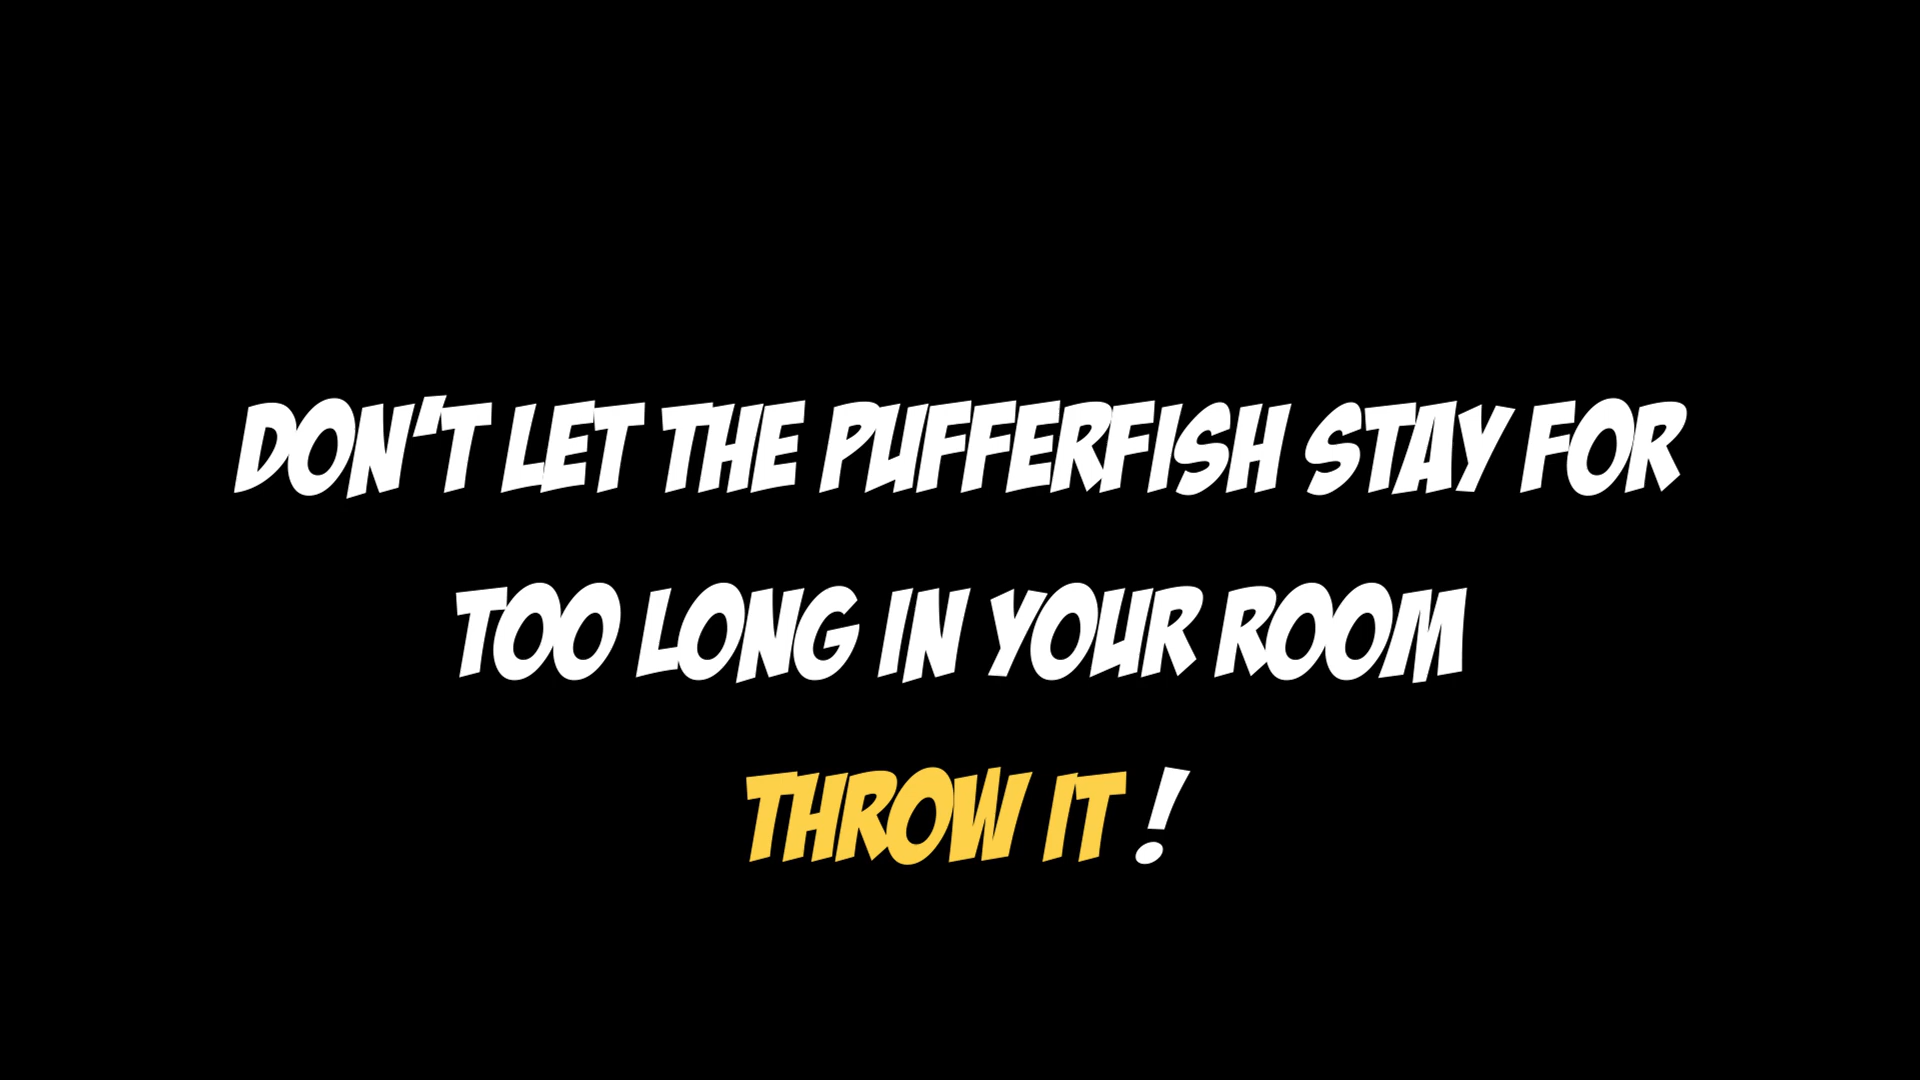 DON'T LET THE PUFFERFISH STAY FOR
TOO LONG IN YOUR ROOM
THROW IT !